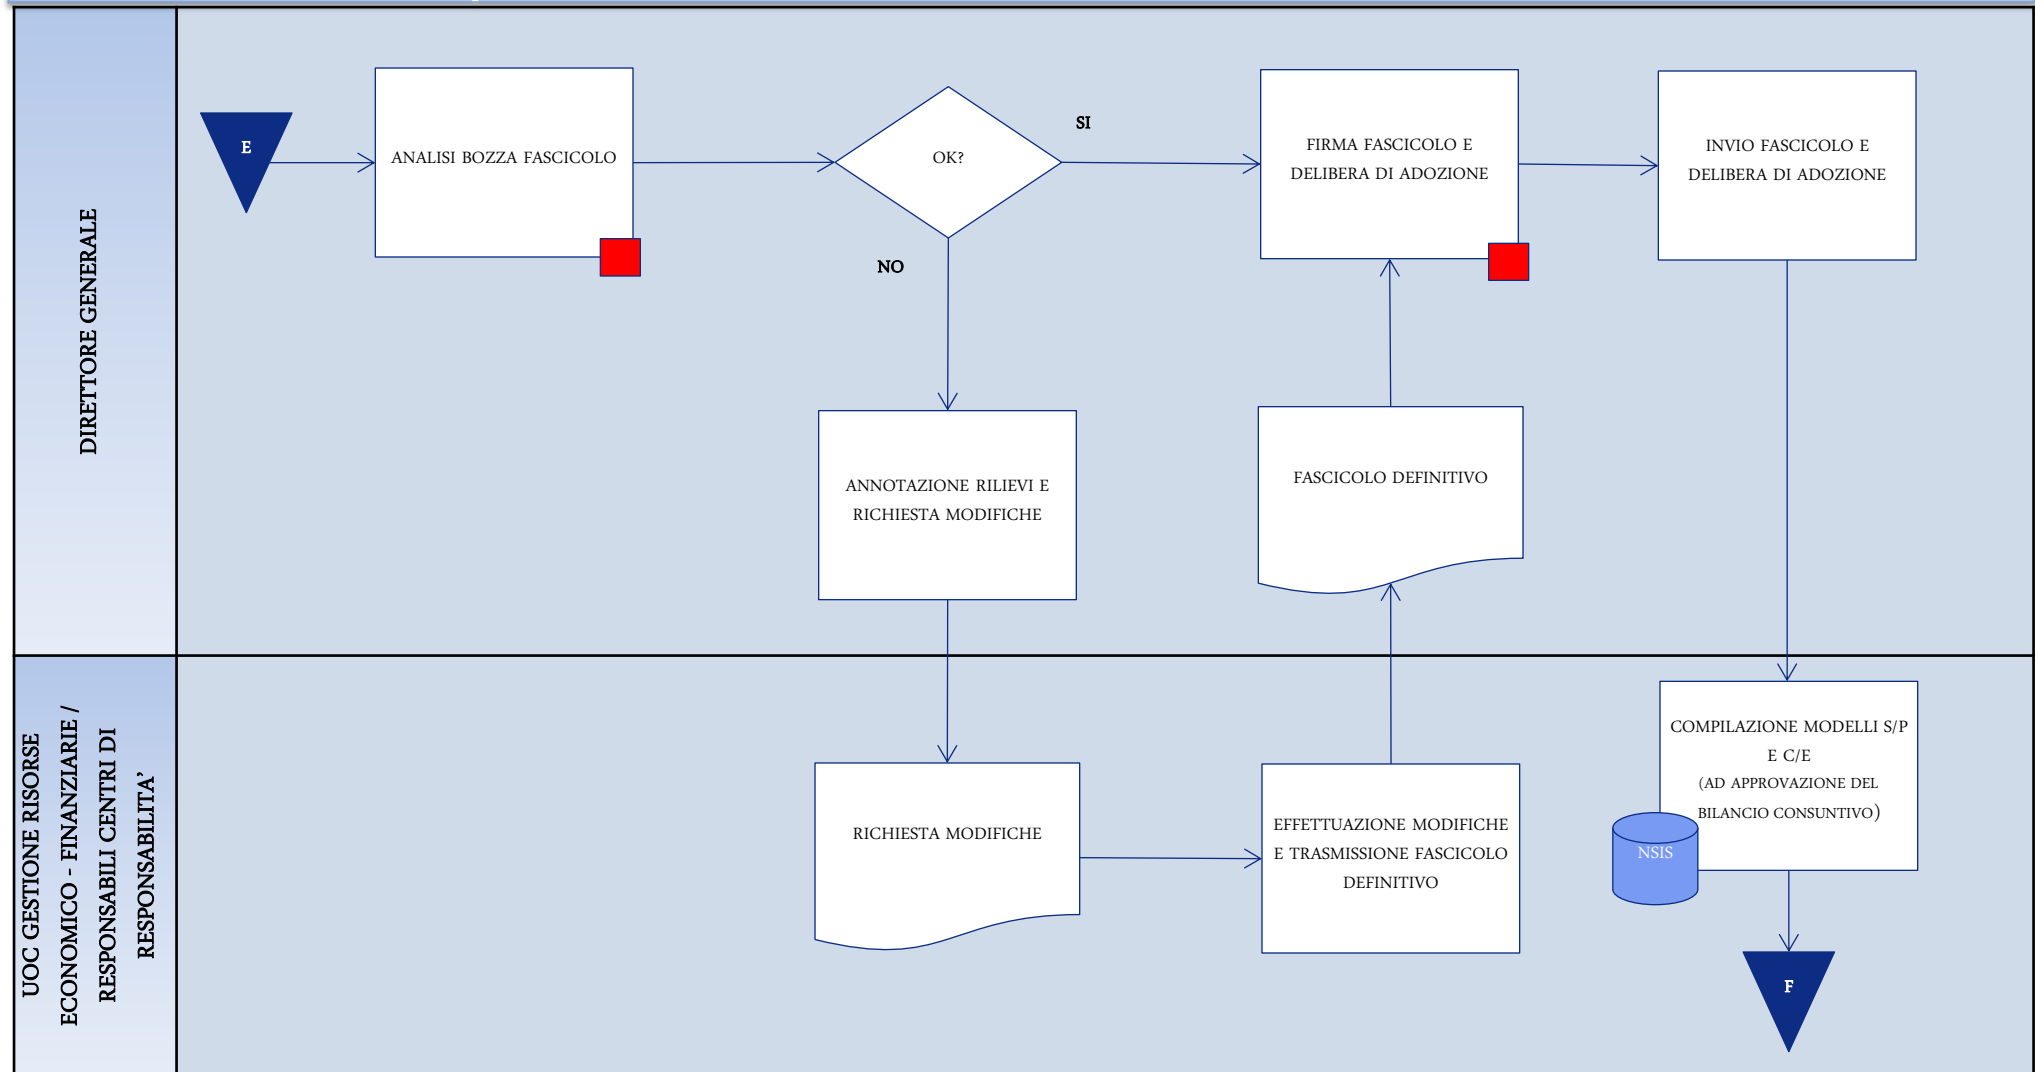 DIRETTORE GENERALE
E
ANALISI BOZZA FASCICOLO
OK?
SI
NO
FIRMA FASCICOLO E
DELIBERA DI ADOZIONE
INVIO FASCICOLO E
DELIBERA DI ADOZIONE
ANNOTAZIONE RILIEVI E
RICHIESTA MODIFICHE
FASCICOLO DEFINITIVO
UOC GESTIONE RISORSE
ECONOMICO - FINANZIARIE /
RESPONSABILI CENTRI DI
RESPONSABILITA’
RICHIESTA MODIFICHE
EFFETTUAZIONE MODIFICHE
E TRASMISSIONE FASCICOLO
DEFINITIVO
COMPILAZIONE MODELLI S/P
E C/E
(AD APPROVAZIONE DEL
BILANCIO CONSUNTIVO)
NSIS
F